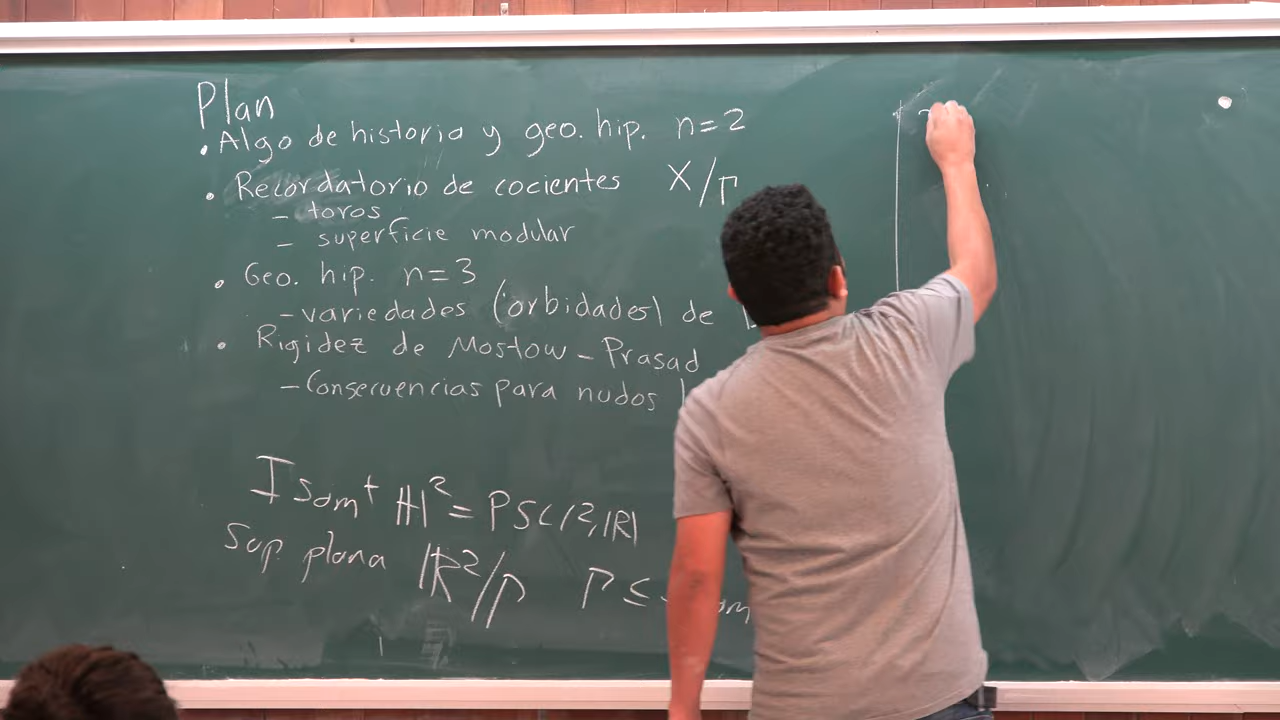 Plan
• Algo de historia y geo. hip. n=2
• Recordatorio de cocientes X/Γ
- toros
- superficie modular
• Geo. hip. n=3
- variedades (orbidades) de
• Rigidez de Mostow - Prasad
- Consecuencias para nudos
Isom⁺ ℍ² = PSL(2,ℝ)
Sup plana ℝ²/Γ Γ ≤